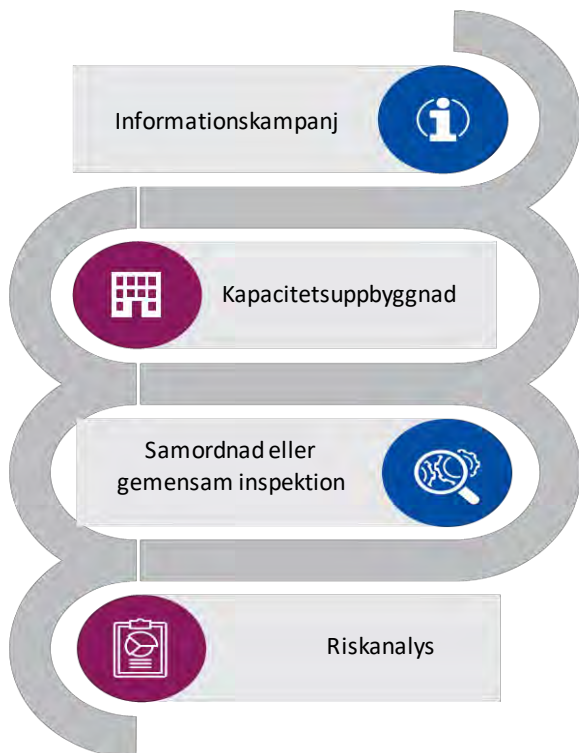 Informationskampanj
Kapacitetsuppbyggnad
Samordnad eller
gemensam inspektion
Riskanalys